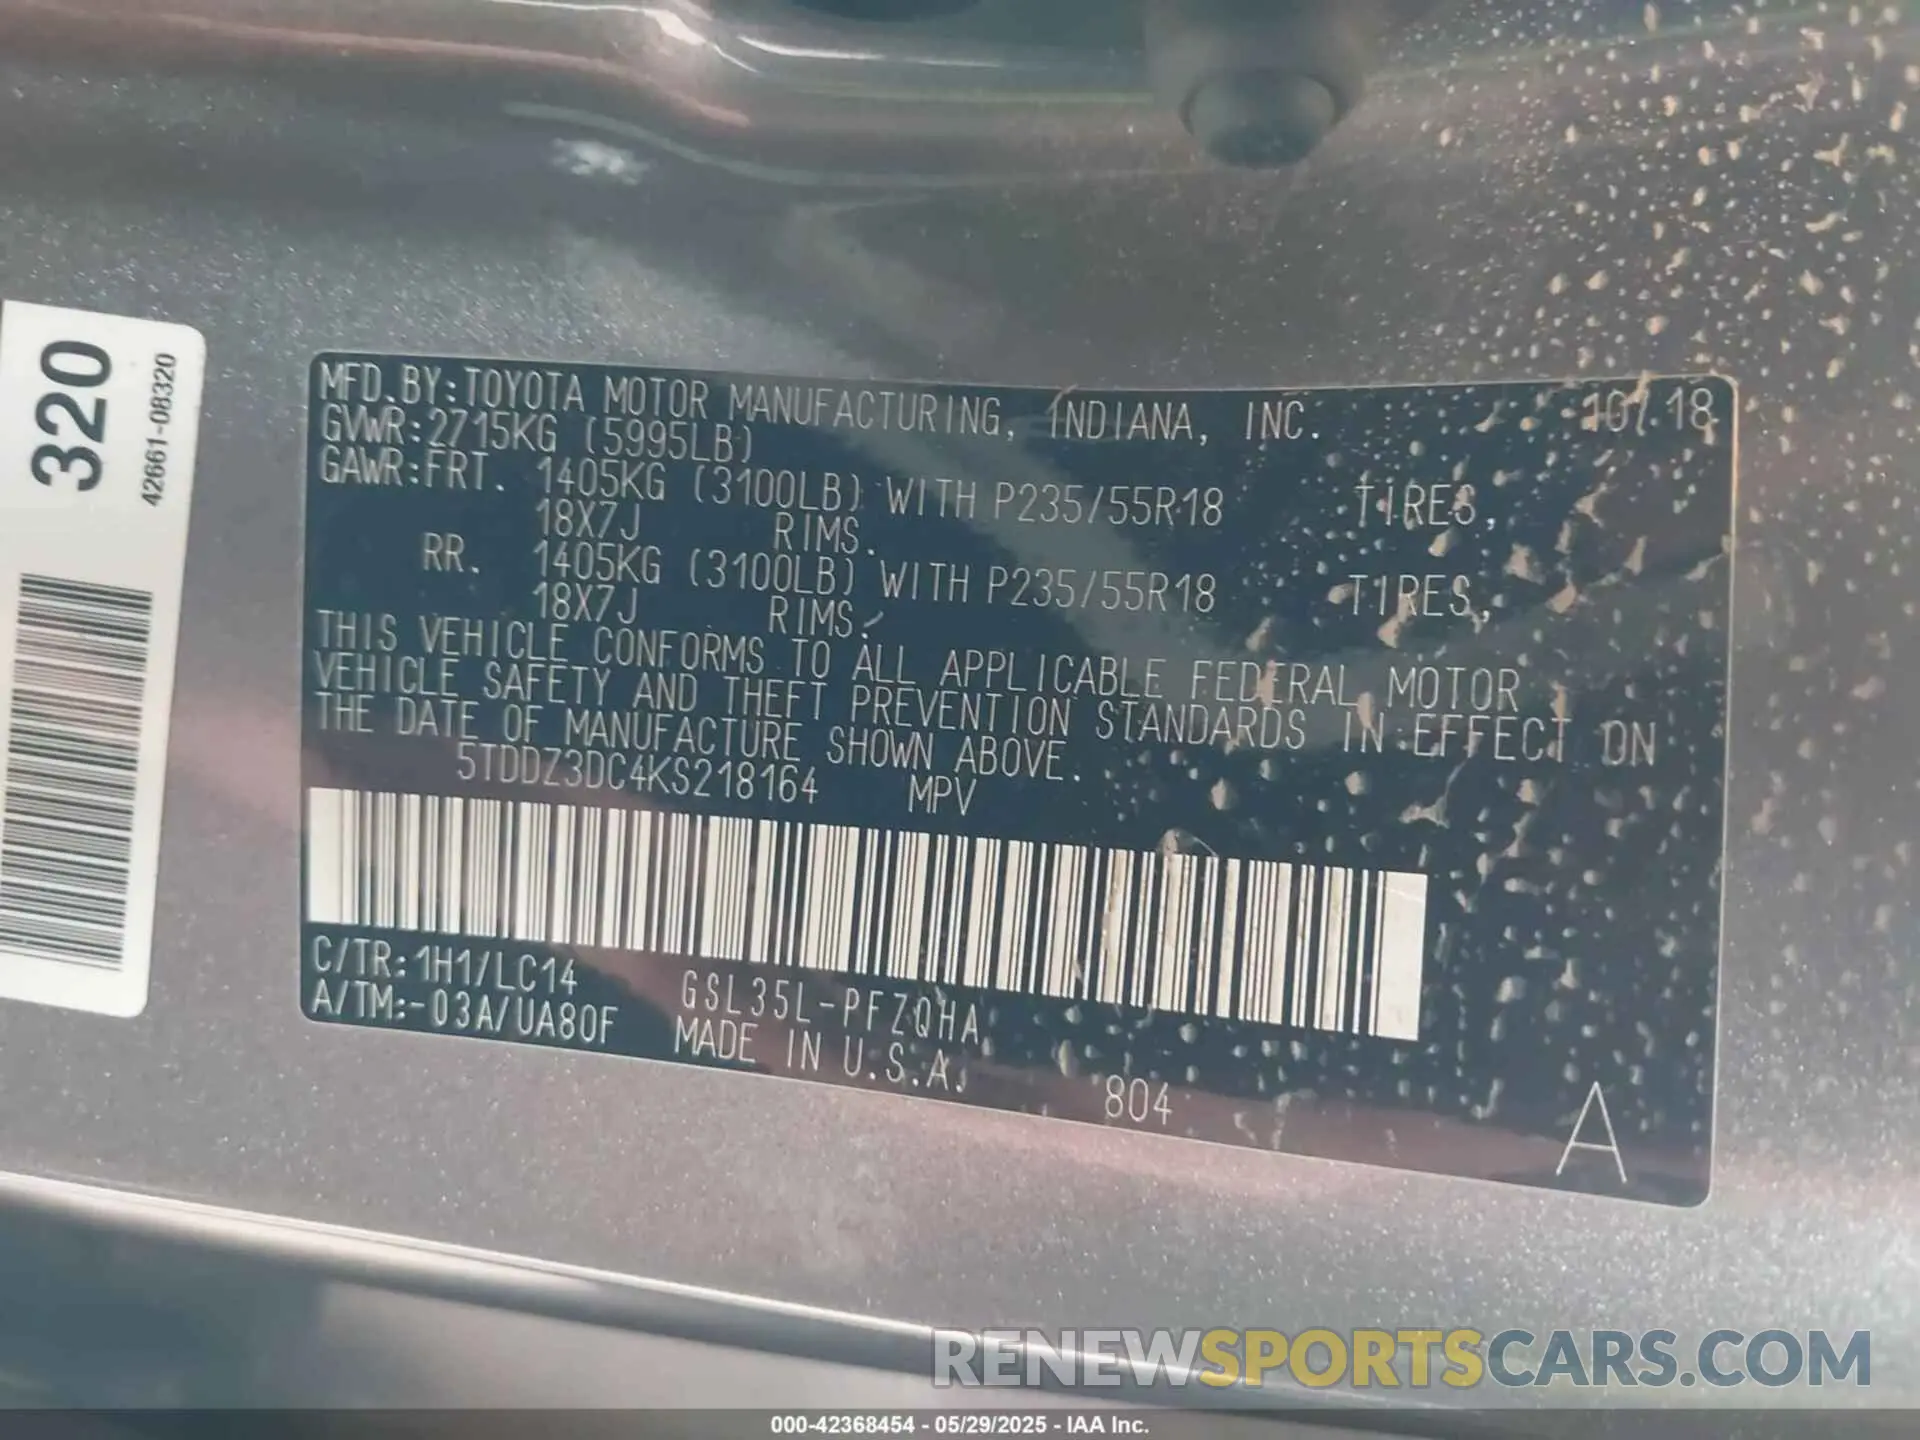 320
42661-08320
MFD.BY:TOYOTA MOTOR MANUFACTURING, INDIANA, INC. 10/18
GVWR:2715KG (5995LB)
GAWR:FRT. 1405KG (3100LB) WITH P235/55R18 TIRES,
18X7J RIMS.
RR. 1405KG (3100LB) WITH P235/55R18 TIRES,
18X7J RIMS.
THIS VEHICLE CONFORMS TO ALL APPLICABLE FEDERAL MOTOR
VEHICLE SAFETY AND THEFT PREVENTION STANDARDS IN EFFECT ON
THE DATE OF MANUFACTURE SHOWN ABOVE.
5TDDZ3DC4KS218164 MPV
C/TR:1H1/LC14 GSL35L-PFZQHA
A/TM:-03A/UA80F MADE IN U.S.A.
804
A
RENEWSPORTSCARS.COM
000-42368454 - 05/29/2025 - IAA Inc.